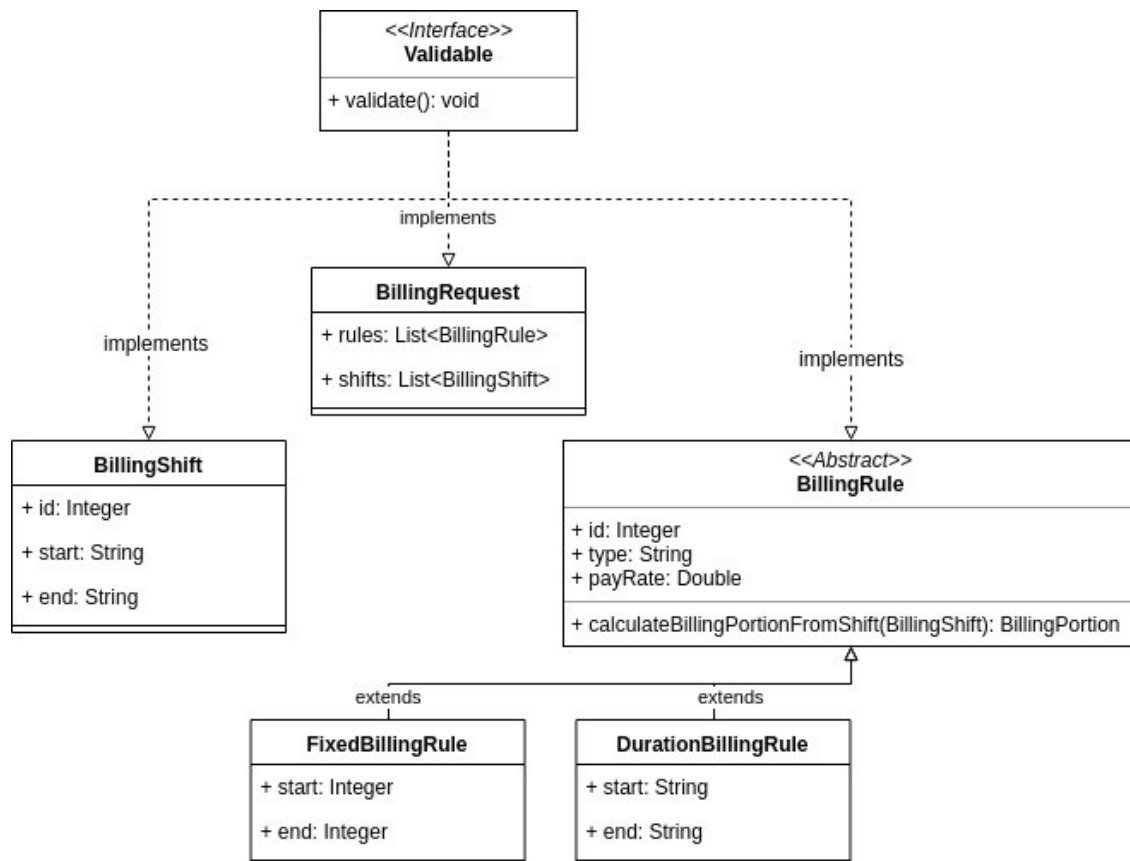 <<Interface>>
Validable
+ validate(): void
implements
BillingRequest
+ rules: List<BillingRule>
+ shifts: List<BillingShift>
implements
implements
BillingShift
+ id: Integer
+ start: String
+ end: String
<<Abstract>>
BillingRule
+ id: Integer
+ type: String
+ payRate: Double
+ calculateBillingPortionFromShift(BillingShift): BillingPortion
extends
extends
FixedBillingRule
+ start: Integer
+ end: Integer
DurationBillingRule
+ start: String
+ end: String